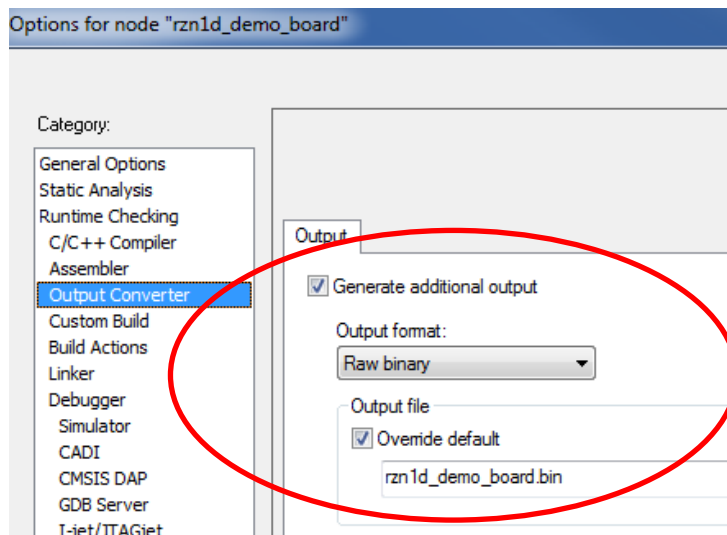 Options for node "rzn1d_demo_board"
Category:
General Options
Static Analysis
Runtime Checking
C/C++ Compiler
Assembler
Output Converter
Custom Build
Build Actions
Linker
Debugger
Simulator
CADI
CMSIS DAP
GDB Server
I-jet/JTAGjet
Output
Generate additional output
Output format:
Raw binary
Output file
Override default
rzn1d_demo_board.bin